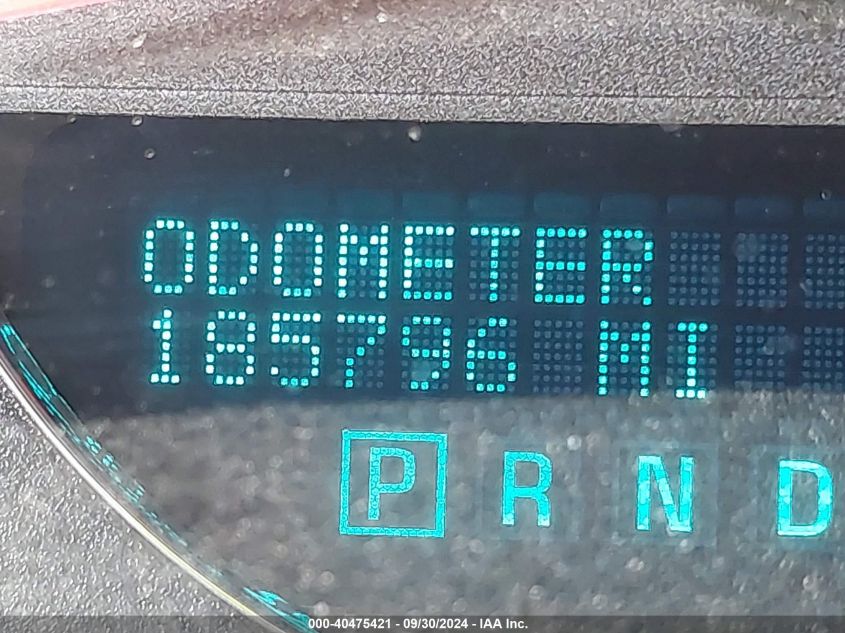 ODOMETER
185796 MI
P R N D
000-40475421 - 09/30/2024 - IAA Inc.